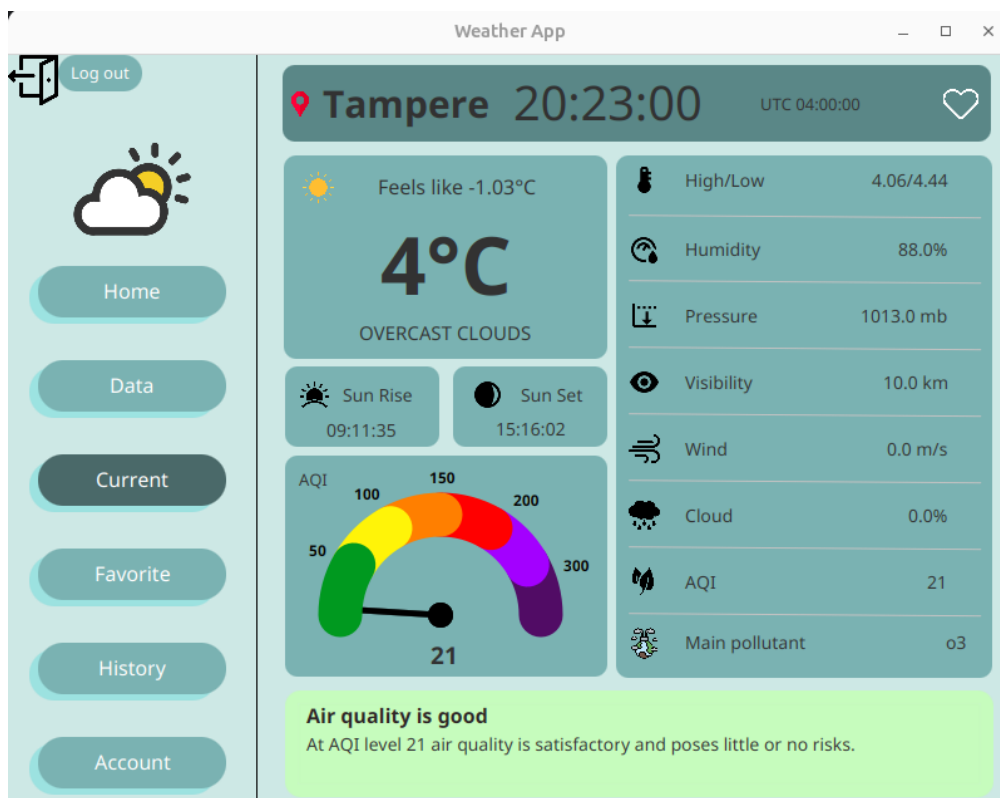 Weather App
Log out
Home
Data
Current
Favorite
History
Account
Tampere 20:23:00 UTC 04:00:00
Feels like -1.03°C
4°C
OVERCAST CLOUDS
Sun Rise
09:11:35
Sun Set
15:16:02
AQI
50
100
150
200
300
21
High/Low 4.06/4.44
Humidity 88.0%
Pressure 1013.0 mb
Visibility 10.0 km
Wind 0.0 m/s
Cloud 0.0%
AQI 21
Main pollutant o3
Air quality is good
At AQI level 21 air quality is satisfactory and poses little or no risks.